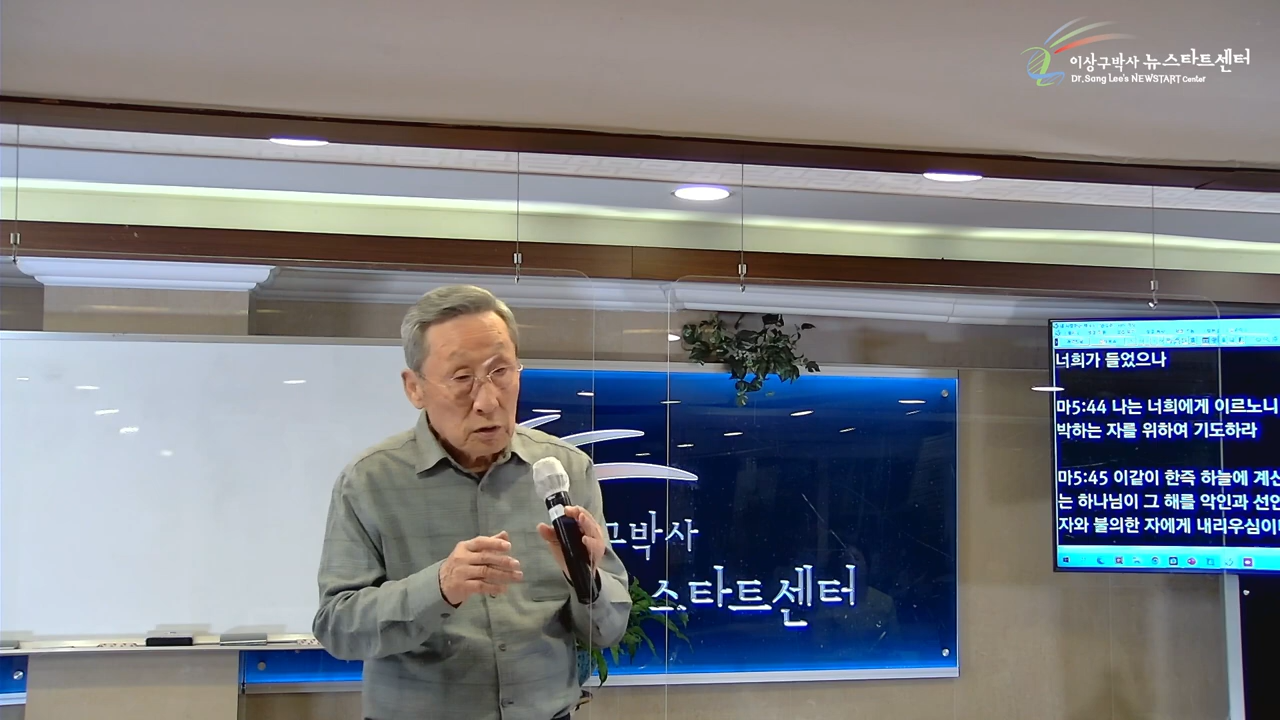 이상구박사 뉴스타트센터
Dr. Sang Lee's NEWSTART Center
너희가 들었으나
마5:44 나는 너희에게 이르노니
박하는 자를 위하여 기도하라
마5:45 이같이 한즉 하늘에 계신
는 하나님이 그 해를 악인과 선인
자와 불의한 자에게 내리우심이
구박사
스타트센터